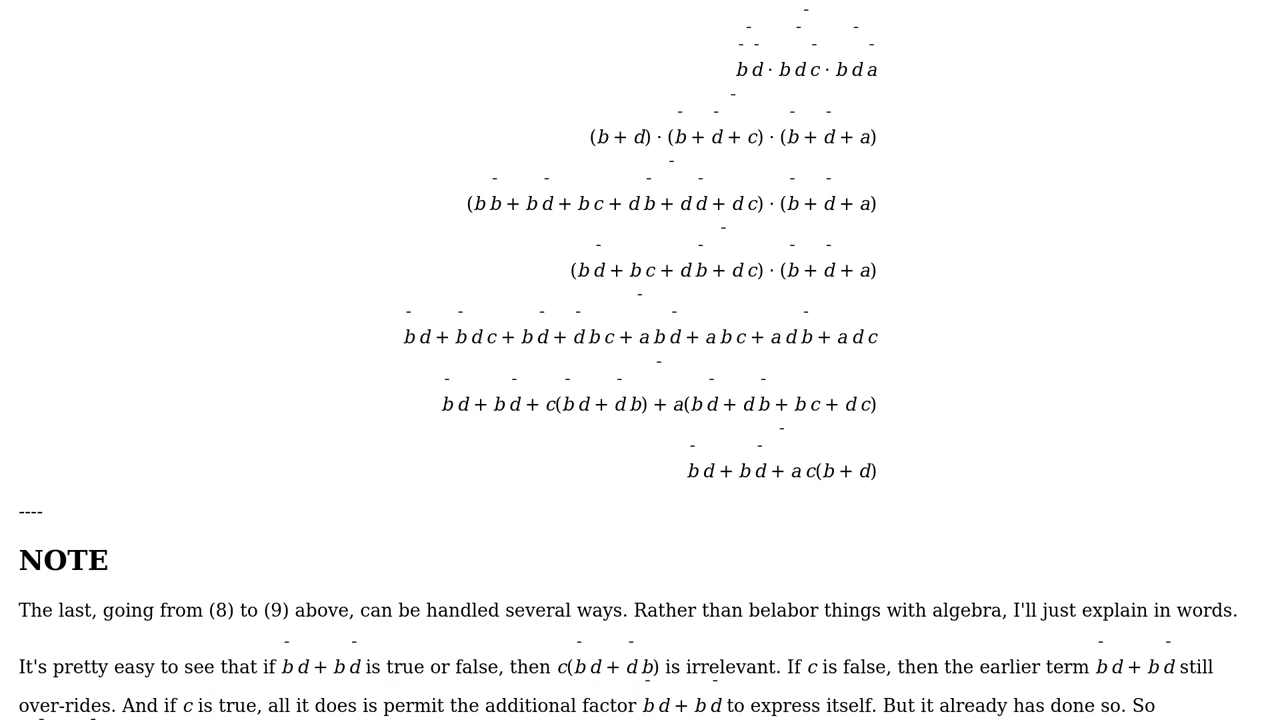 -
- - -
b̅ d̅ · b d c̅ · b d a̅
-
(b + d) · (b̅ + d̅ + c) · (b̅ + d̅ + a)
-
(b b̅ + b d̅ + b c + d b̅ + d d̅ + d c) · (b̅ + d̅ + a)
-
(b d̅ + b c + d b̅ + d c) · (b̅ + d̅ + a)
-
b̅ d + b̅ d c + b d̅ + d̅ b c + a b d̅ + a b c + a d b̅ + a d c
-
b̅ d + b d̅ + c(b̅ d + d̅ b) + a(b d̅ + d b̅ + b c + d c)
-
b̅ d + b d̅ + a c(b + d)
----
NOTE
The last, going from (8) to (9) above, can be handled several ways. Rather than belabor things with algebra, I'll just explain in words.
It's pretty easy to see that if b̅ d + b d̅ is true or false, then c(b̅ d + d̅ b) is irrelevant. If c is false, then the earlier term b̅ d + b d̅ still
over-rides. And if c is true, all it does is permit the additional factor b̅ d + b d̅ to express itself. But it already has done so. So